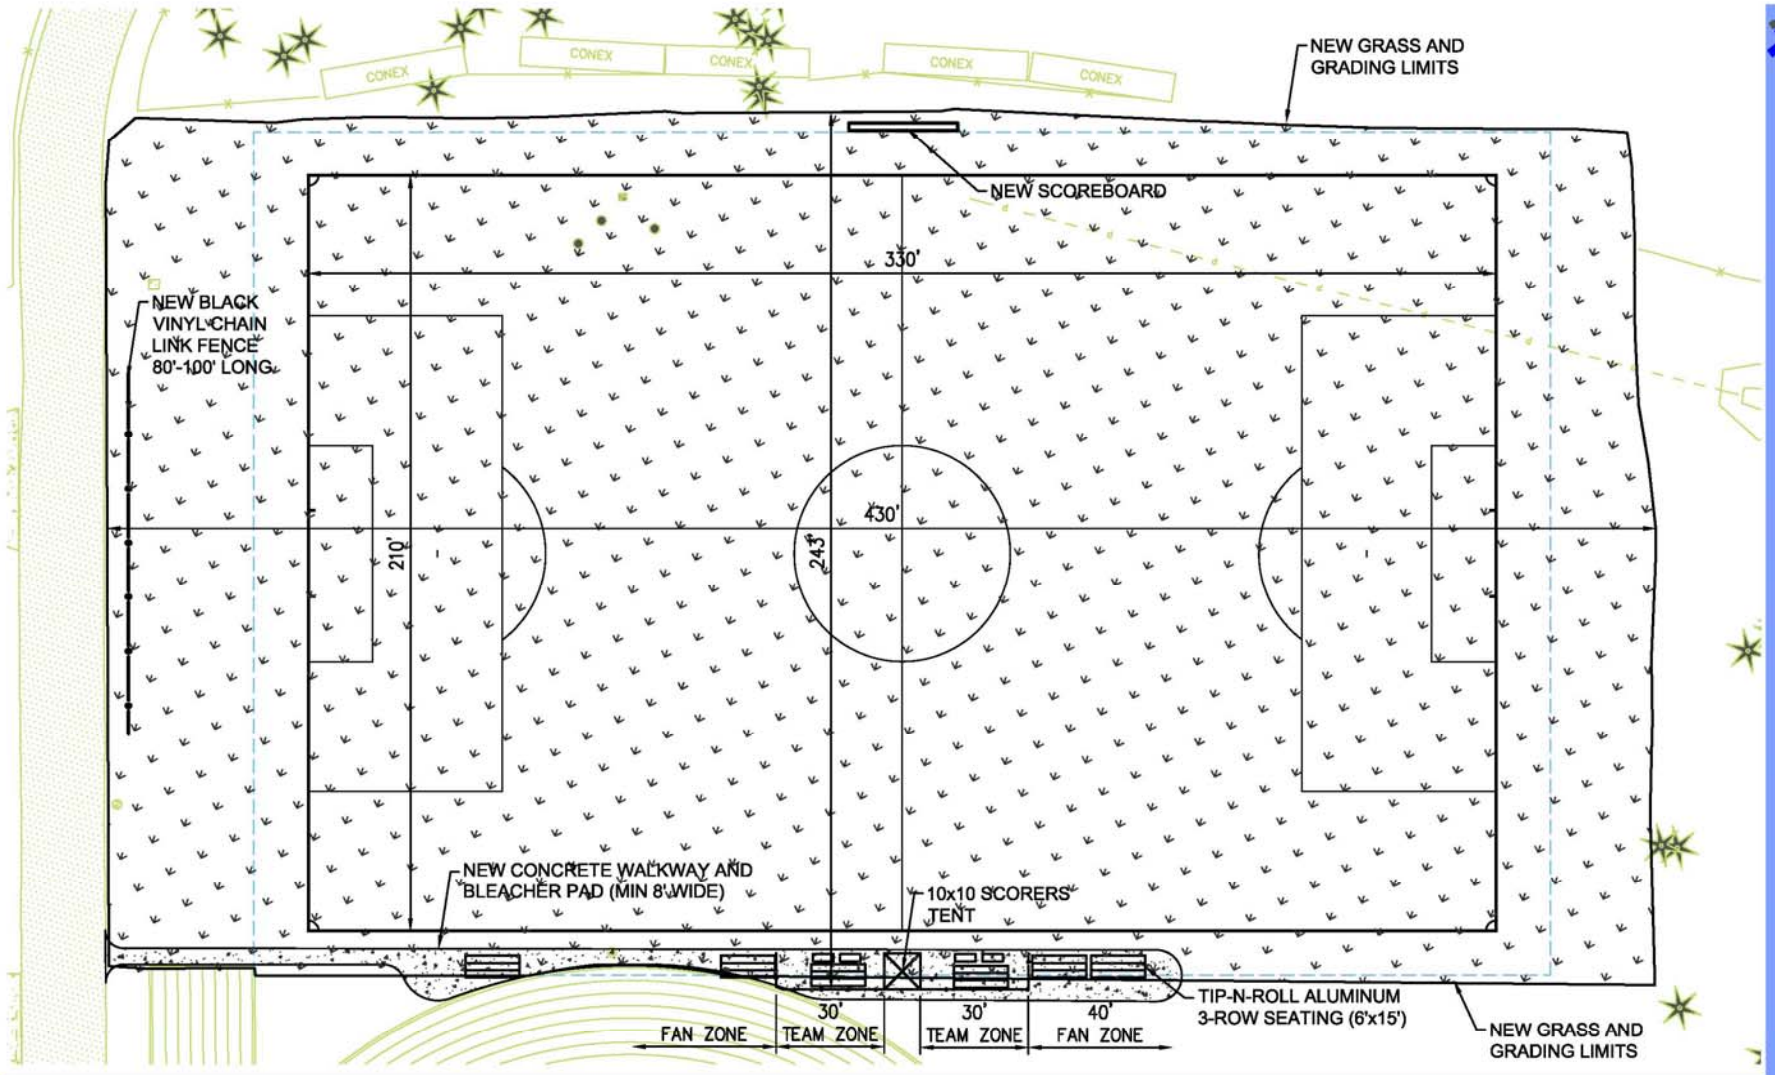 CONEX
CONEX
CONEX
CONEX
CONEX
NEW GRASS AND
GRADING LIMITS
NEW SCOREBOARD
330'
NEW BLACK
VINYL CHAIN
LINK FENCE
80'-100' LONG
430'
210'
243'
NEW CONCRETE WALKWAY AND
BLEACHER PAD (MIN 8' WIDE)
10x10 SCORERS
TENT
TIP-N-ROLL ALUMINUM
3-ROW SEATING (6'x15')
30'
30'
40'
FAN ZONE
TEAM ZONE
TEAM ZONE
FAN ZONE
NEW GRASS AND
GRADING LIMITS